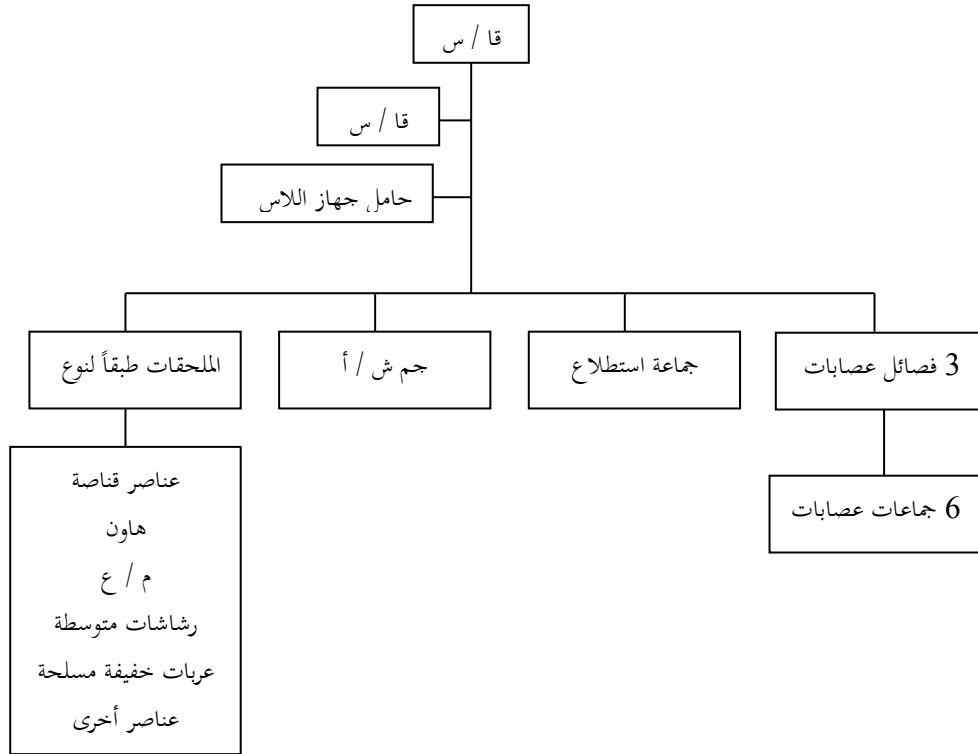 قا / س
قا / س
حامل جهاز اللاس
3 فصائل عصابات
جماعة استطلاع
جم ش / أ
الملحقات طبقاً لنوع
6 جماعات عصابات
عناصر قناصة
هاون
م / ع
رشاشات متوسطة
عربات خفيفة مسلحة
عناصر أخرى